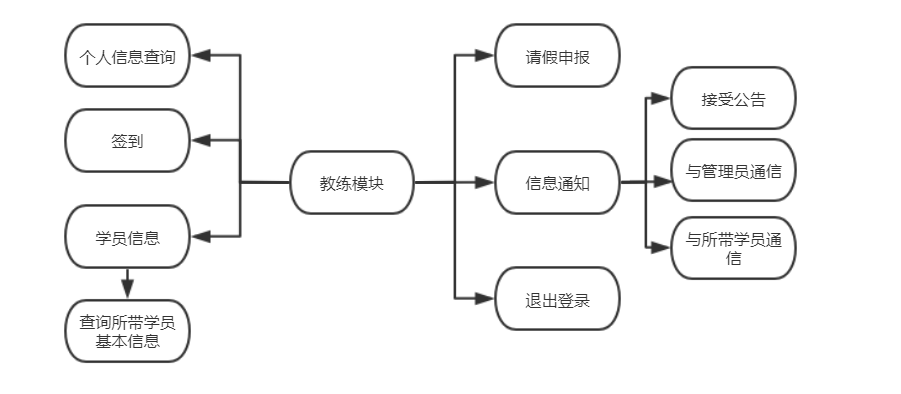 个人信息查询
签到
学员信息
查询所带学员
基本信息
教练模块
请假申报
信息通知
退出登录
接受公告
与管理员通信
与所带学员通
信